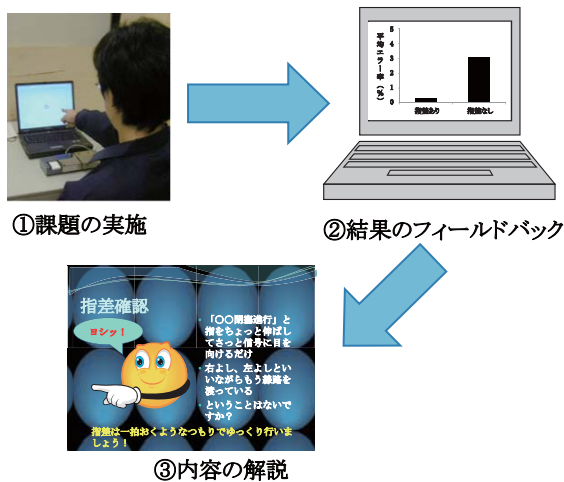 ①課題の実施
平均エラー率(%)
5
4
3
2
1
0
指差あり
指差なし
②結果のフィールドバック
指差確認
ヨシッ!
・「○○閉塞進行」と
指をちょっと伸ばし
てさっと信号に目を
向けるだけ
・右よし、左よしとい
いながらもう線路を
渡っている
・ということはないで
すか?
指差は一拍おくようなつもりでゆっくり行いま
しょう!
③内容の解説